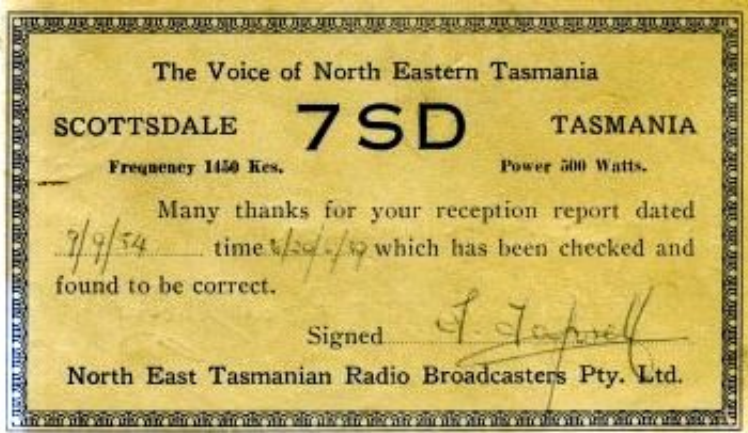 The Voice of North Eastern Tasmania
SCOTTSDALE 7SD TASMANIA
Frequency 1450 Kcs. Power 500 Watts.
Many thanks for your reception report dated
9/9/54 time which has been checked and
found to be correct.
Signed
North East Tasmanian Radio Broadcasters Pty. Ltd.